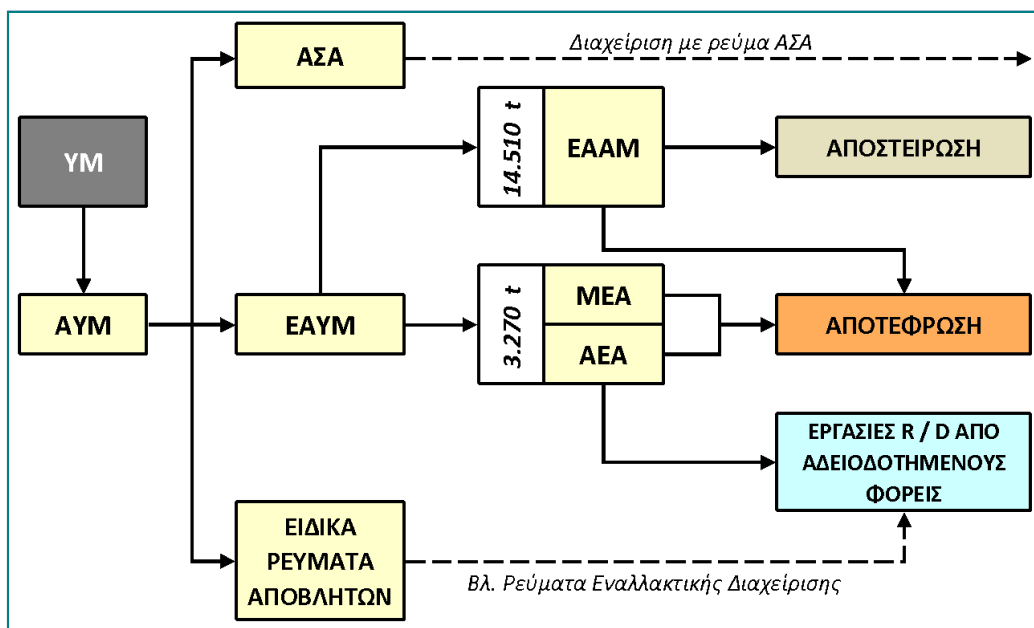 ΑΣΑ
Διαχείριση με ρεύμα ΑΣΑ
ΥΜ
14.510 t
ΕΑΑΜ
ΑΠΟΣΤΕΙΡΩΣΗ
ΑΥΜ
ΕΑΥΜ
3.270 t
ΜΕΑ
ΑΕΑ
ΑΠΟΤΕΦΡΩΣΗ
ΕΡΓΑΣΙΕΣ R / D ΑΠΟ
ΑΔΕΙΟΔΟΤΗΜΕΝΟΥΣ
ΦΟΡΕΙΣ
ΕΙΔΙΚΑ
ΡΕΥΜΑΤΑ
ΑΠΟΒΛΗΤΩΝ
Βλ. Ρεύματα Εναλλακτικής Διαχείρισης